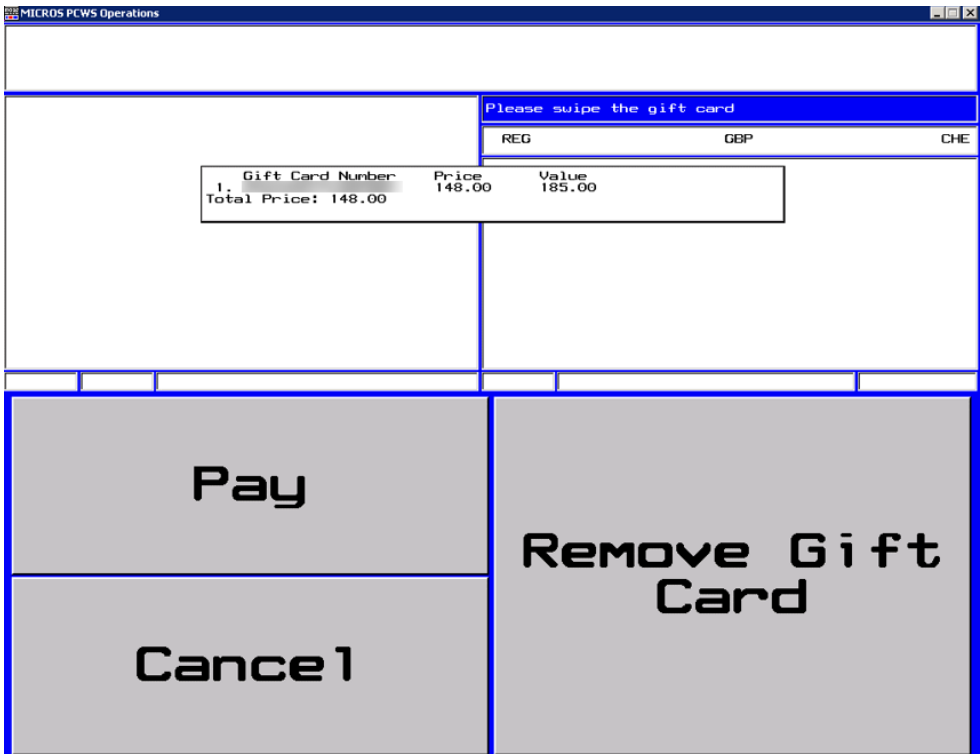 MICROS PCWS Operations
Please swipe the gift card
REG GBP CHE
Gift Card Number Price Value
1. 148.00 185.00
Total Price: 148.00
Pay
Remove Gift Card
Cancel